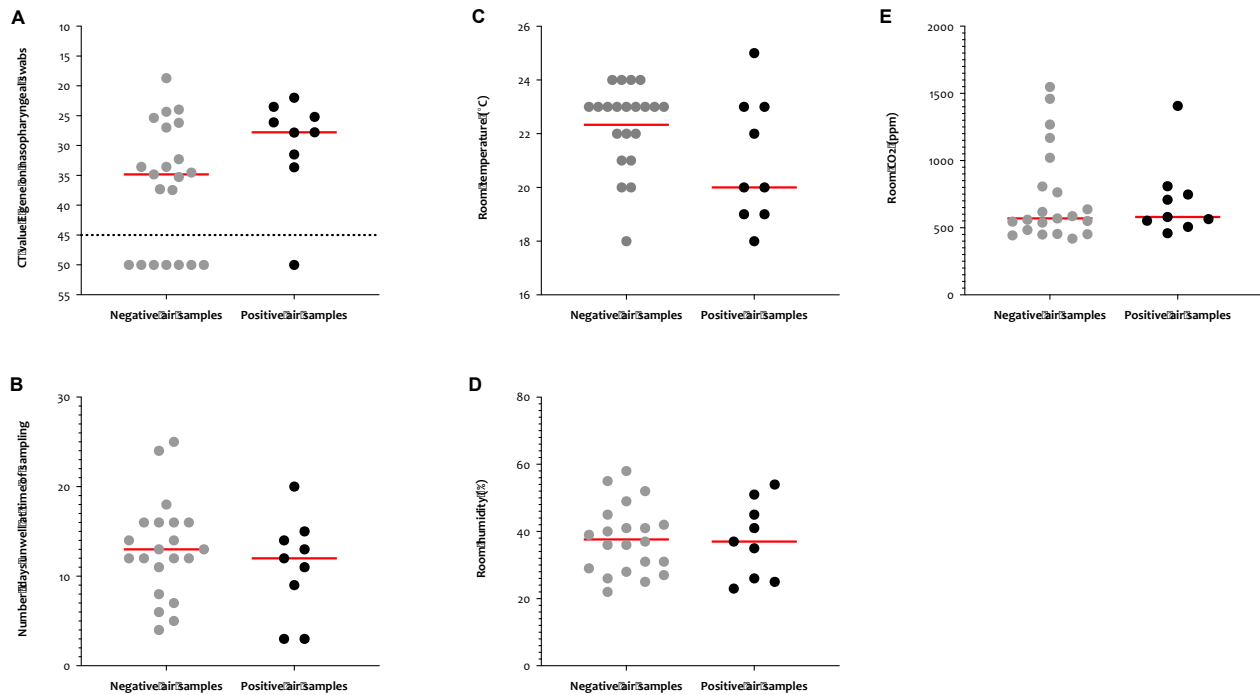 A
CT value E gene on nasopharyngeal swabs
10
15
20
25
30
35
40
45
50
55
Negative air samples
Positive air samples
C
Room temperature (°C)
26
24
22
20
18
16
Negative air samples
Positive air samples
E
Room CO2 (ppm)
2000
1500
1000
500
0
Negative air samples
Positive air samples
B
Number days unwell at time of sampling
30
20
10
0
Negative air samples
Positive air samples
D
Room humidity (%)
80
60
40
20
0
Negative air samples
Positive air samples